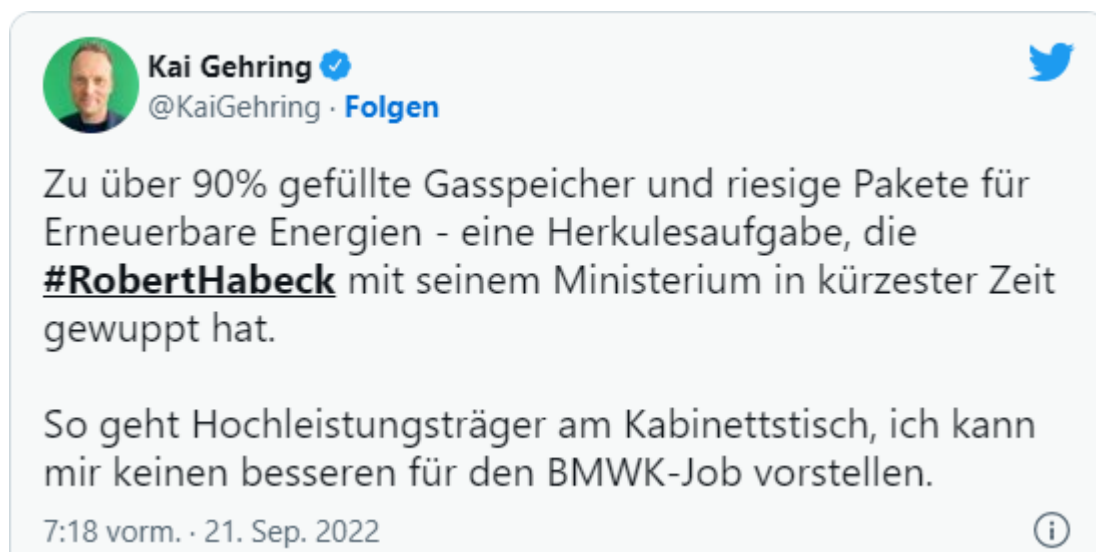 Kai Gehring
@KaiGehring · Folgen
Zu über 90% gefüllte Gasspeicher und riesige Pakete für
Erneuerbare Energien - eine Herkulesaufgabe, die
#RobertHabeck mit seinem Ministerium in kürzester Zeit
gewuppt hat.
So geht Hochleistungsträger am Kabinettstisch, ich kann
mir keinen besseren für den BMWK-Job vorstellen.
7:18 vorm. · 21. Sep. 2022